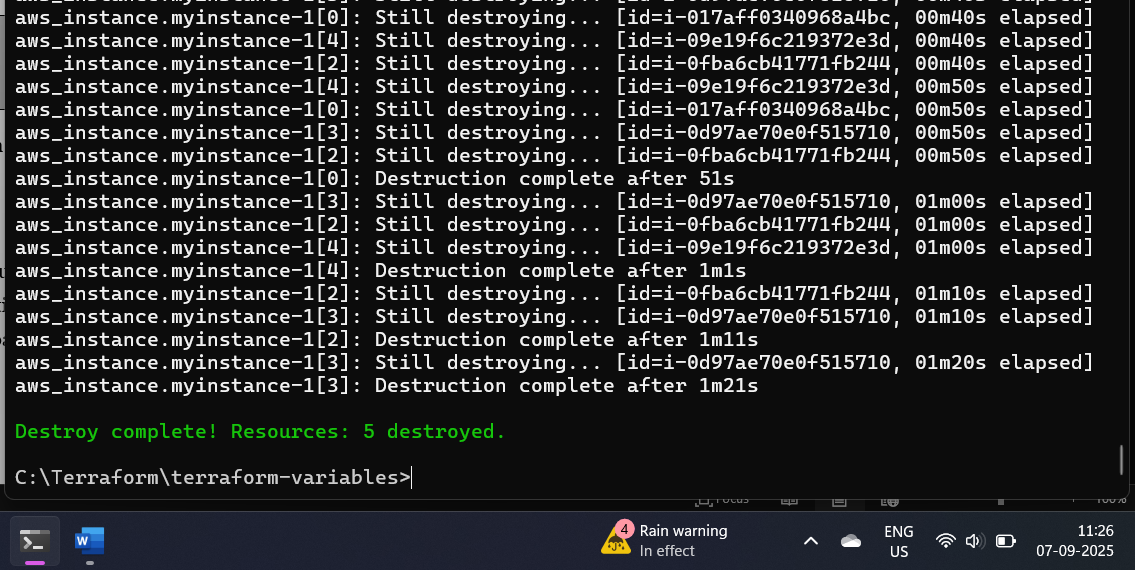 aws_instance.myinstance-1[0]: Still destroying... [id=i-017aff0340968a4bc, 00m40s elapsed]
aws_instance.myinstance-1[4]: Still destroying... [id=i-09e19f6c219372e3d, 00m40s elapsed]
aws_instance.myinstance-1[2]: Still destroying... [id=i-0fba6cb41771fb244, 00m40s elapsed]
aws_instance.myinstance-1[4]: Still destroying... [id=i-09e19f6c219372e3d, 00m50s elapsed]
aws_instance.myinstance-1[0]: Still destroying... [id=i-017aff0340968a4bc, 00m50s elapsed]
aws_instance.myinstance-1[3]: Still destroying... [id=i-0d97ae70e0f515710, 00m50s elapsed]
aws_instance.myinstance-1[2]: Still destroying... [id=i-0fba6cb41771fb244, 00m50s elapsed]
aws_instance.myinstance-1[0]: Destruction complete after 51s
aws_instance.myinstance-1[3]: Still destroying... [id=i-0d97ae70e0f515710, 01m00s elapsed]
aws_instance.myinstance-1[2]: Still destroying... [id=i-0fba6cb41771fb244, 01m00s elapsed]
aws_instance.myinstance-1[4]: Still destroying... [id=i-09e19f6c219372e3d, 01m00s elapsed]
aws_instance.myinstance-1[4]: Destruction complete after 1m1s
aws_instance.myinstance-1[2]: Still destroying... [id=i-0fba6cb41771fb244, 01m10s elapsed]
aws_instance.myinstance-1[3]: Still destroying... [id=i-0d97ae70e0f515710, 01m10s elapsed]
aws_instance.myinstance-1[2]: Destruction complete after 1m11s
aws_instance.myinstance-1[3]: Still destroying... [id=i-0d97ae70e0f515710, 01m20s elapsed]
aws_instance.myinstance-1[3]: Destruction complete after 1m21s
Destroy complete! Resources: 5 destroyed.
C:\Terraform\terraform-variables>
Focus 100%
W
4
Rain warning
In effect
ENG
US
11:26
07-09-2025